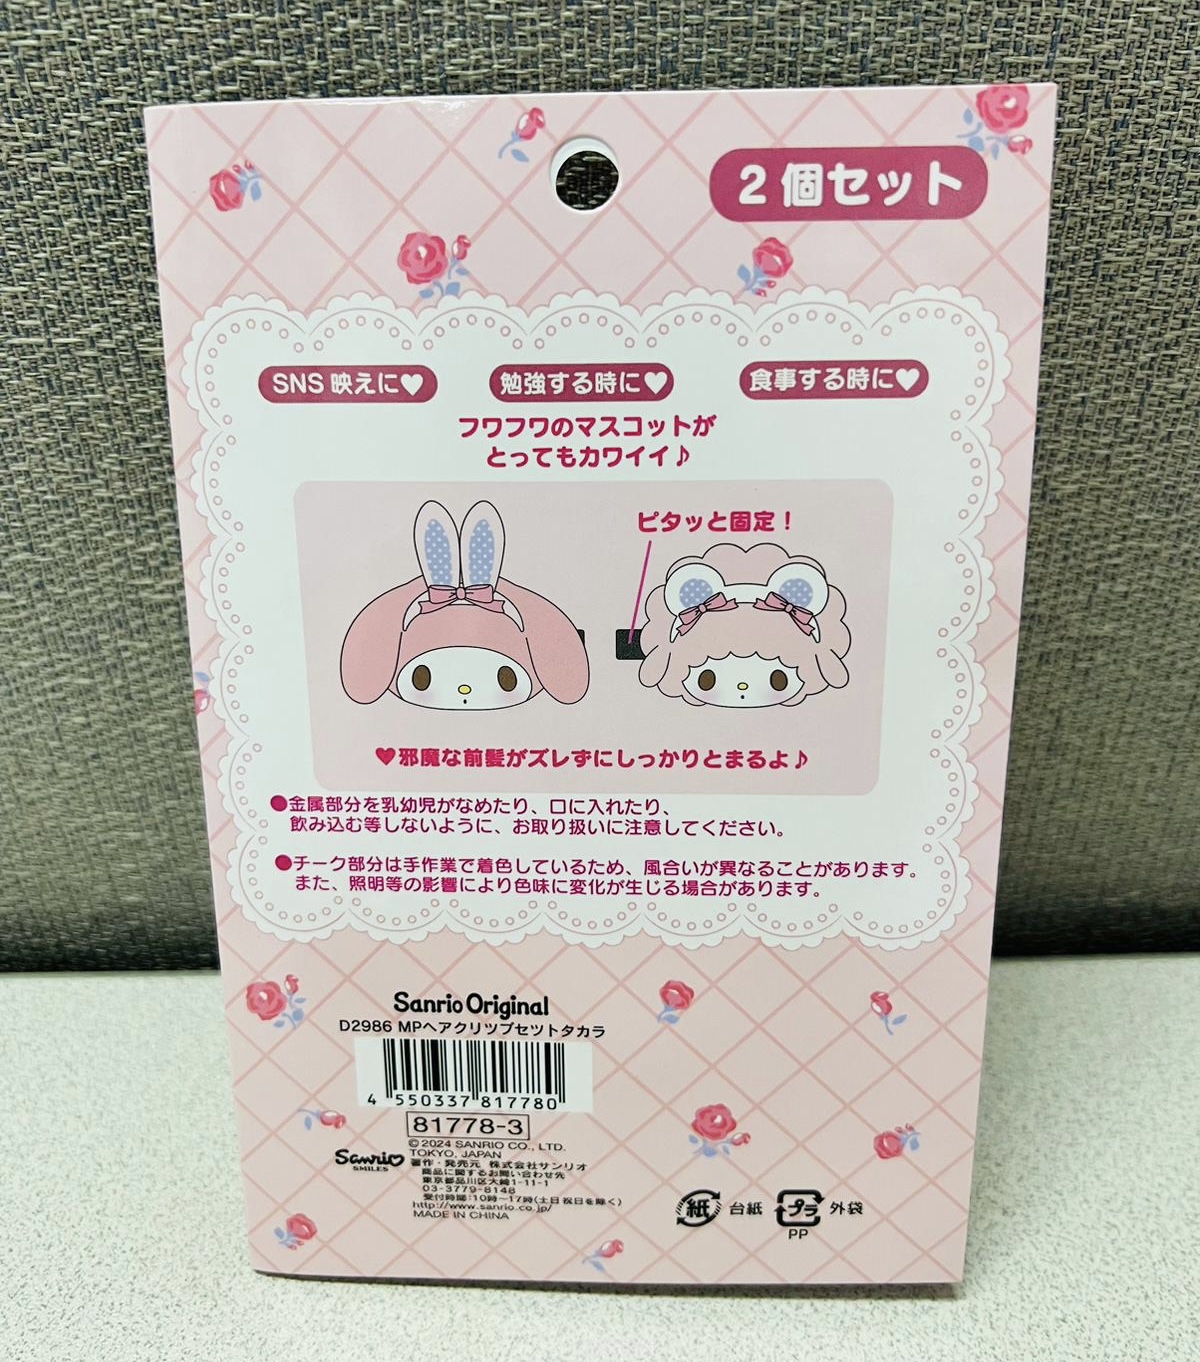 2個セット
SNS映えに♥
勉強する時に♥
食事する時に♥
フワフワのマスコットが
とってもカワイイ♪
ピタッと固定！
♥邪魔な前髪がズレずにしっかりとまるよ♪
●金属部分を乳幼児がなめたり、口に入れたり、
飲み込む等しないように、お取り扱いに注意してください。
●チーク部分は手作業で着色しているため、風合いが異なることがあります。
また、照明等の影響により色味に変化が生じる場合があります。
Sanrio Original
D2986 MPヘアクリツプセツトタカラ
4 550337 817780
81778-3
©2024 SANRIO CO., LTD.
TOKYO, JAPAN
Sanrio
SMILES
著作・発売元 株式会社サンリオ
商品に関するお問い合わせ先
東京都品川区大崎1-11-1
03-3779-8148
受付時間：10時－17時（土日祝日を除く）
http://www.sanrio.co.jp/
MADE IN CHINA
紙 台紙
プラ 外袋
PP